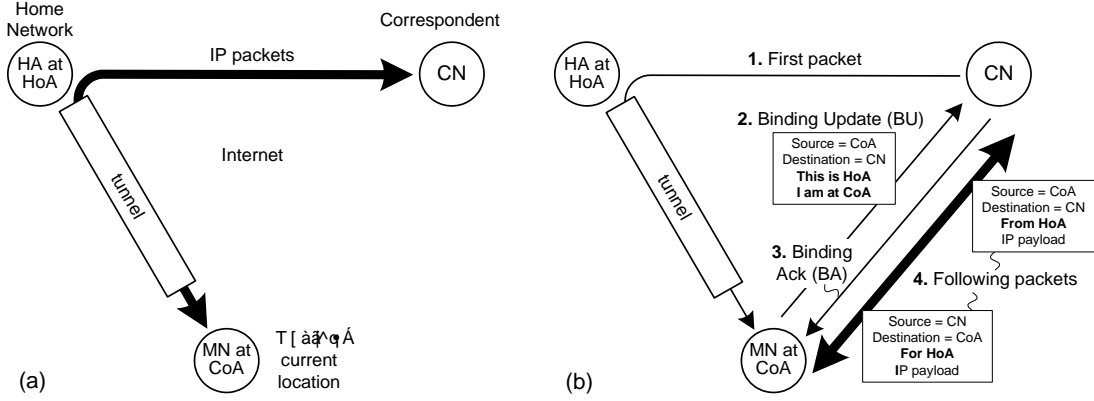 Home
Network
HA at
HoA
IP packets
Correspondent
CN
Internet
tunnel
MN at
CoA
current
location
(a)
HA at
HoA
1. First packet
CN
2. Binding Update (BU)
Source = CoA
Destination = CN
This is HoA
I am at CoA
tunnel
Source = CoA
Destination = CN
From HoA
IP payload
3. Binding
Ack (BA)
4. Following packets
Source = CN
Destination = CoA
For HoA
IP payload
MN at
CoA
(b)